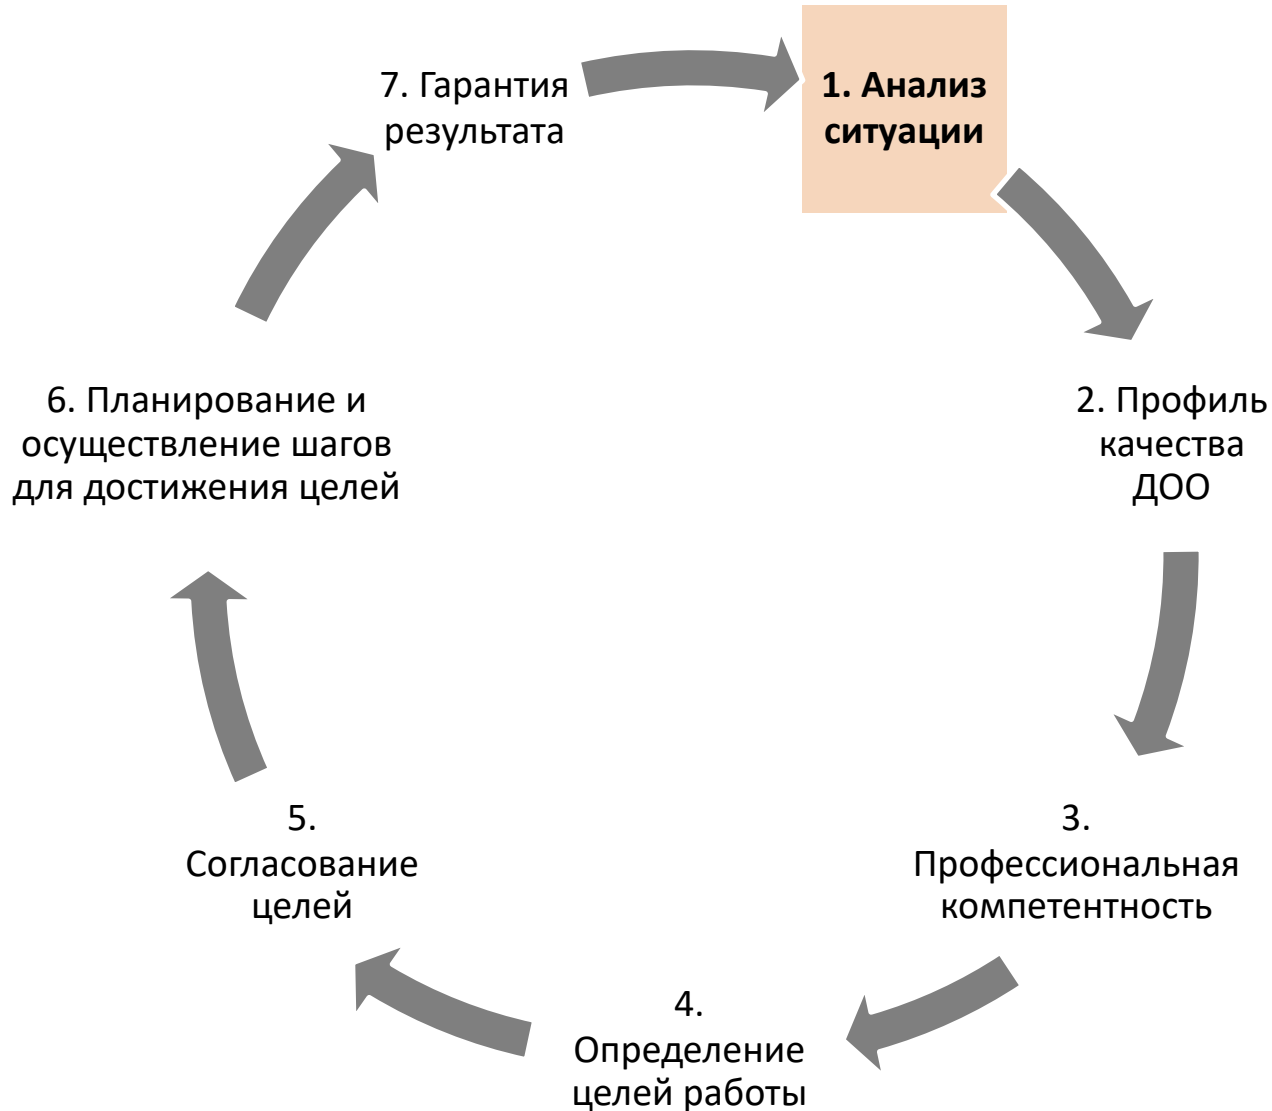 1. Анализ
ситуации
2. Профиль
качества
ДОО
3.
Профессиональная
компетентность
4.
Определение
целей работы
5.
Согласование
целей
6. Планирование и
осуществление шагов
для достижения целей
7. Гарантия
результата